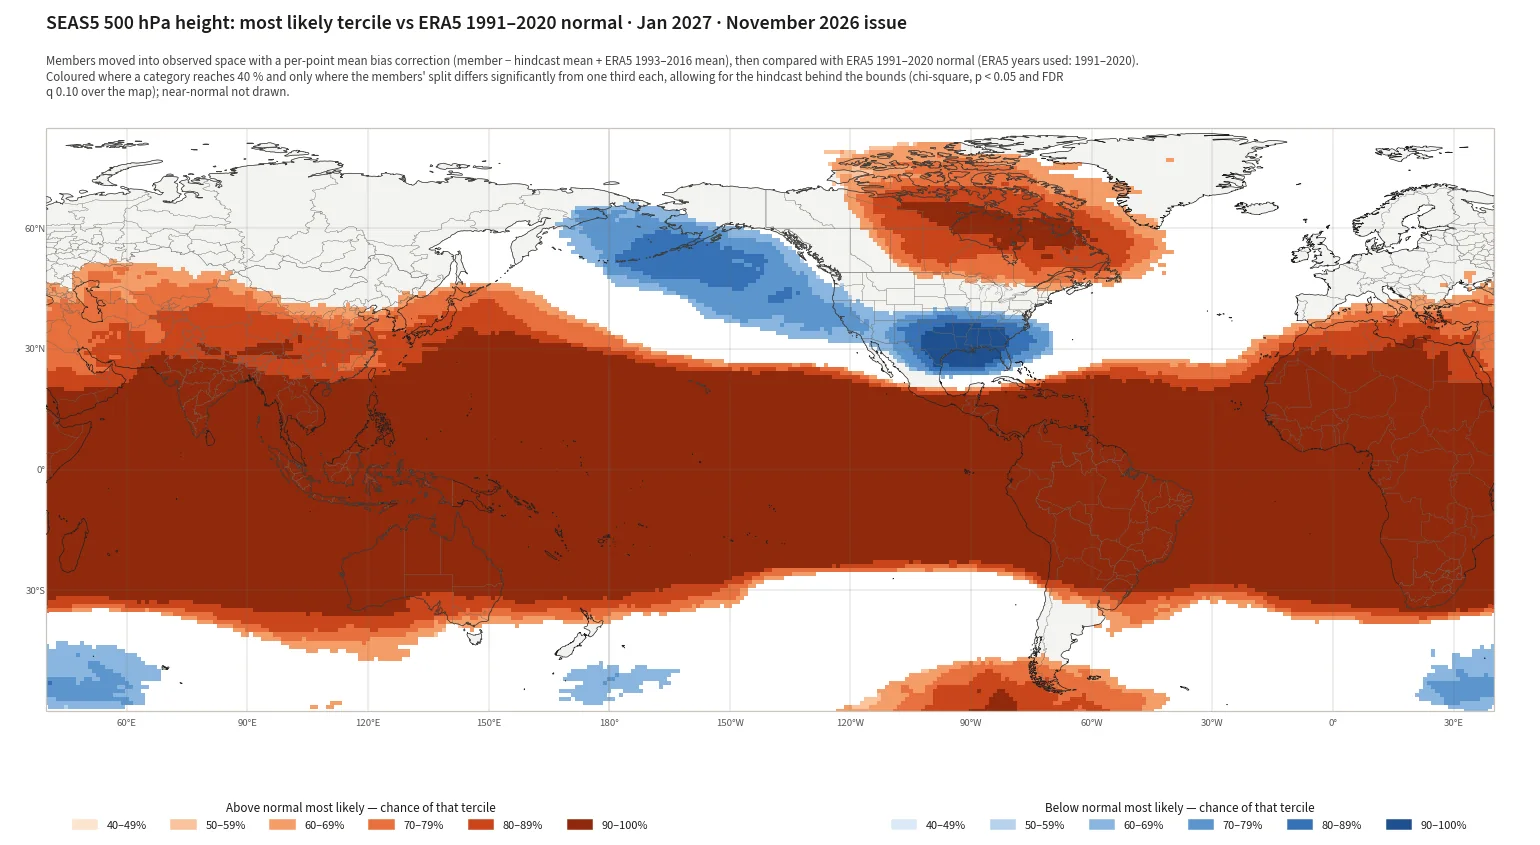 SEAS5 500 hPa height: most likely tercile vs ERA5 1991–2020 normal · Jan 2027 · November 2026 issue
Members moved into observed space with a per-point mean bias correction (member − hindcast mean + ERA5 1993–2016 mean), then compared with ERA5 1991–2020 normal (ERA5 years used: 1991–2020).
Coloured where a category reaches 40 % and only where the members' split differs significantly from one third each, allowing for the hindcast behind the bounds (chi-square, p < 0.05 and FDR
q 0.10 over the map); near-normal not drawn.
60°N
30°N
0°
30°S
60°E 90°E 120°E 150°E 180° 150°W 120°W 90°W 60°W 30°W 0° 30°E
Above normal most likely — chance of that tercile
40–49% 50–59% 60–69% 70–79% 80–89% 90–100%
Below normal most likely — chance of that tercile
40–49% 50–59% 60–69% 70–79% 80–89% 90–100%